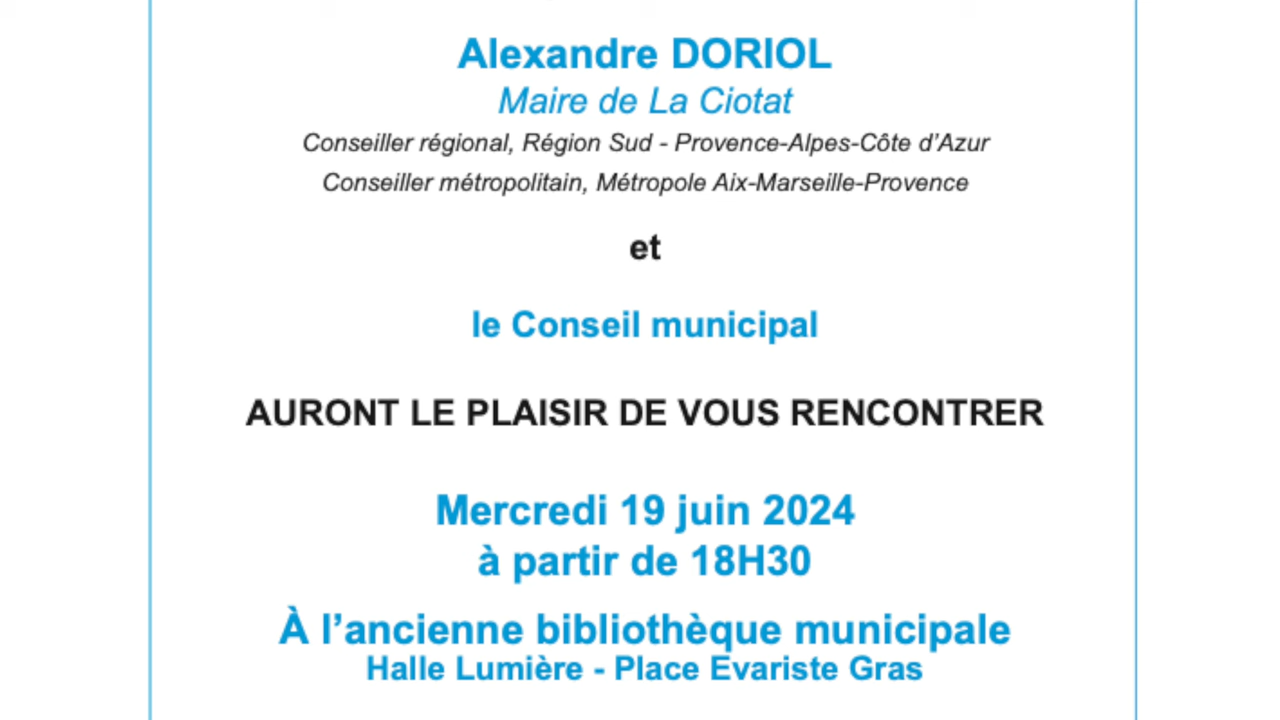 Alexandre DORIOL
Maire de La Ciotat
Conseiller régional, Région Sud - Provence-Alpes-Côte d’Azur
Conseiller métropolitain, Métropole Aix-Marseille-Provence
et
le Conseil municipal
AURONT LE PLAISIR DE VOUS RENCONTRER
Mercredi 19 juin 2024
à partir de 18H30
À l’ancienne bibliothèque municipale
Halle Lumière - Place Evariste Gras